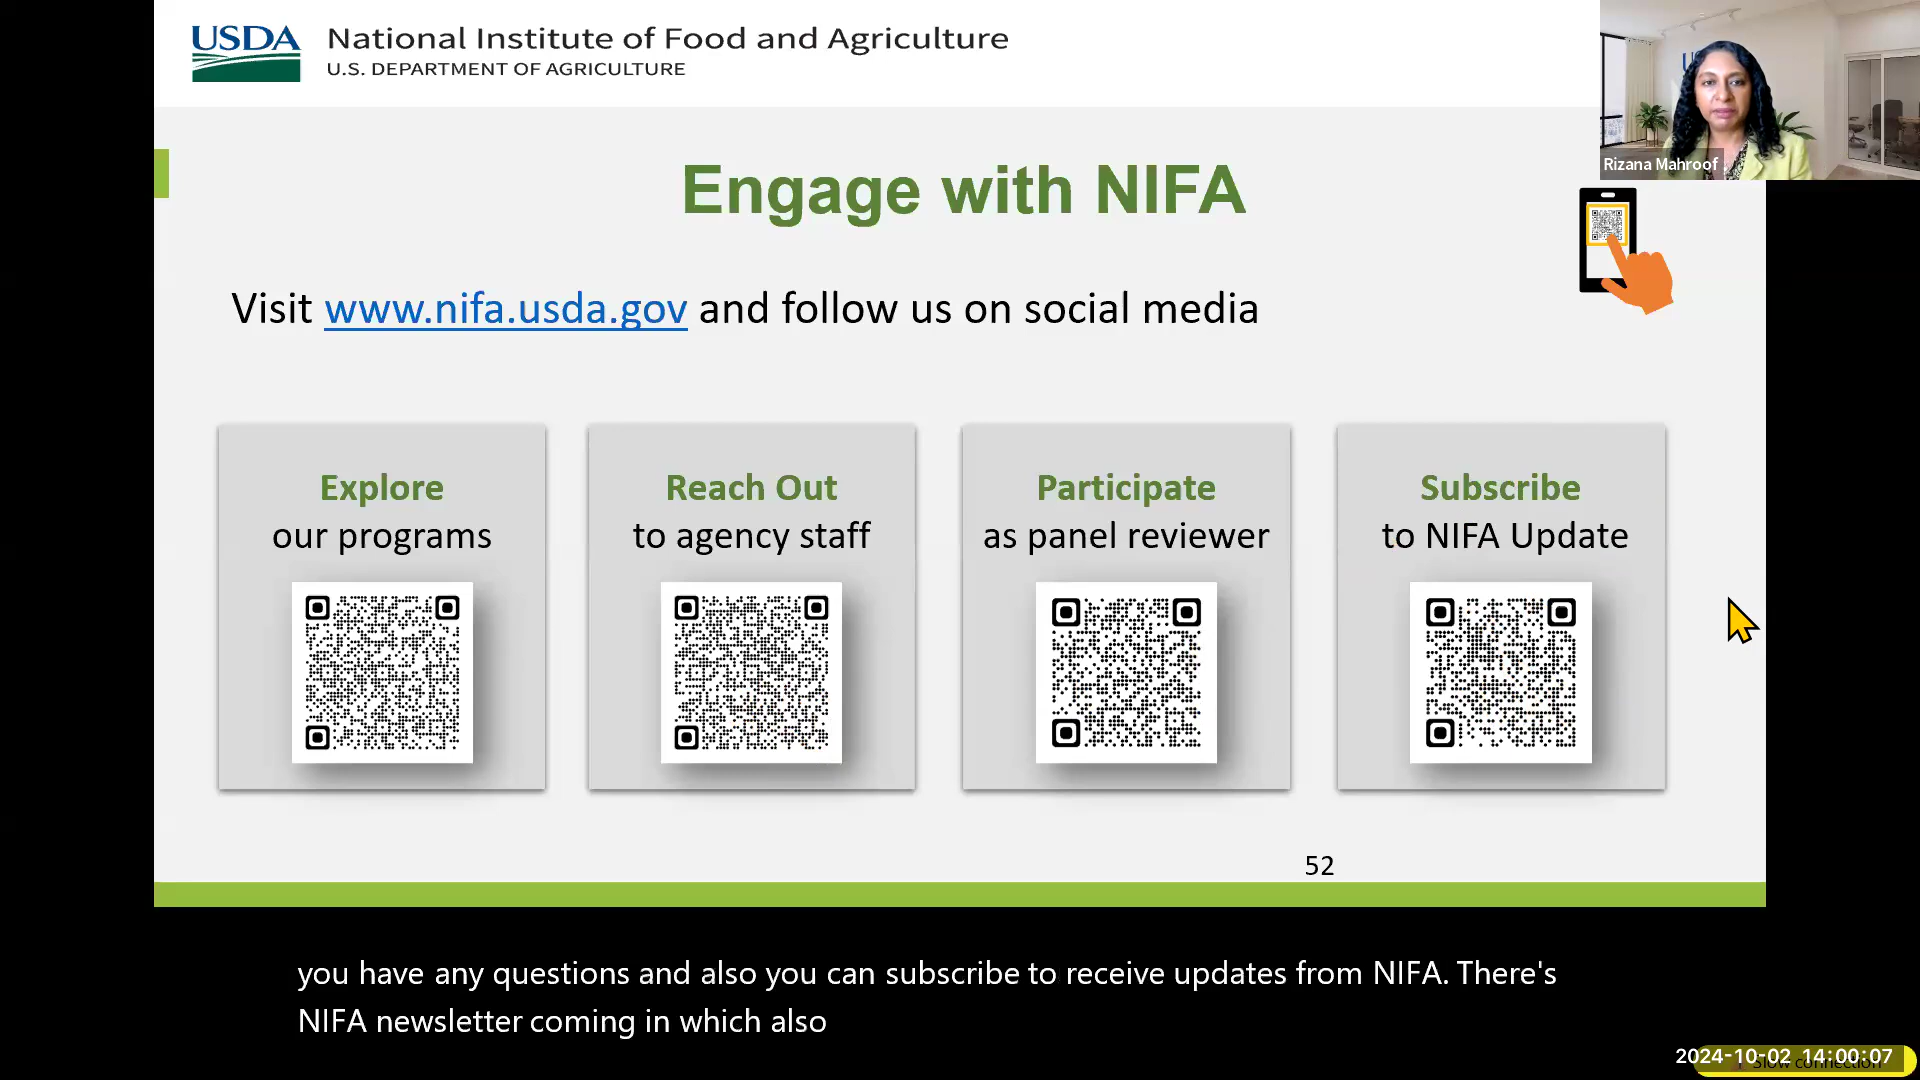 USDA
National Institute of Food and Agriculture
U.S. DEPARTMENT OF AGRICULTURE
Rizana Mahroof
Engage with NIFA
Visit www.nifa.usda.gov and follow us on social media
Explore
our programs
Reach Out
to agency staff
Participate
as panel reviewer
Subscribe
to NIFA Update
52
you have any questions and also you can subscribe to receive updates from NIFA. There's
NIFA newsletter coming in which also
2024-10-02 14:00:07
Slow connection